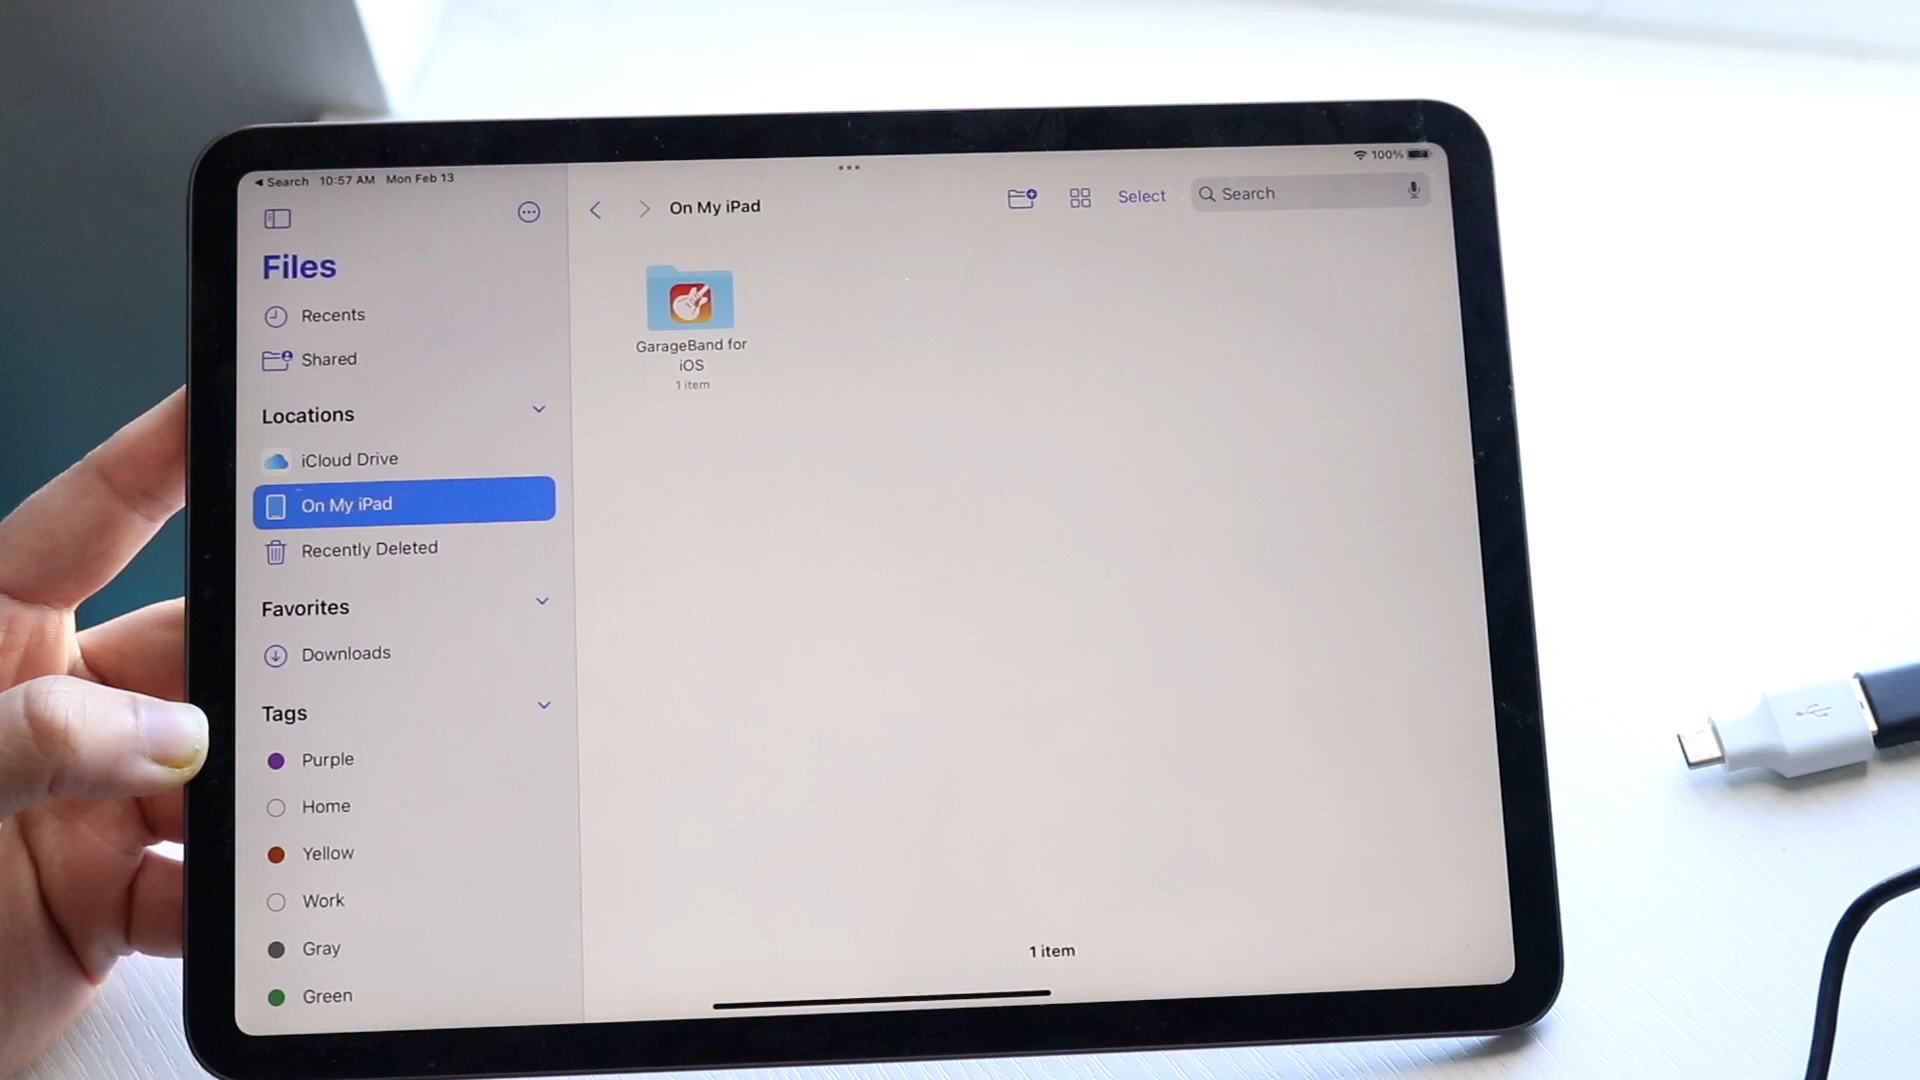 ◀ Search 10:57 AM Mon Feb 13
100%
Files
Recents
Shared
Locations
iCloud Drive
On My iPad
Recently Deleted
Favorites
Downloads
Tags
Purple
Home
Yellow
Work
Gray
Green
On My iPad
Select
Search
GarageBand for
iOS
1 item
1 item